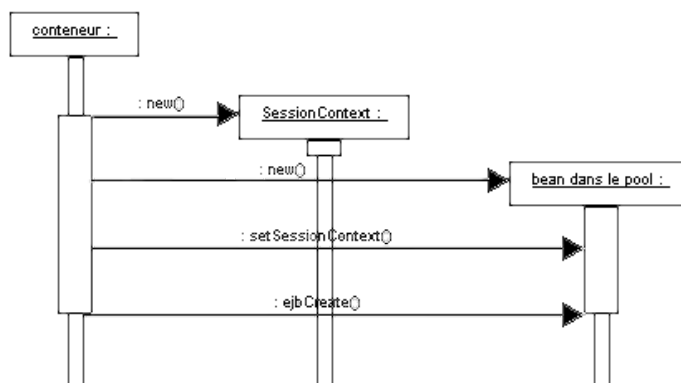 conteneur :
: new()
SessionContext :
: new()
bean dans le pool :
: setSessionContext()
: ejbCreate()